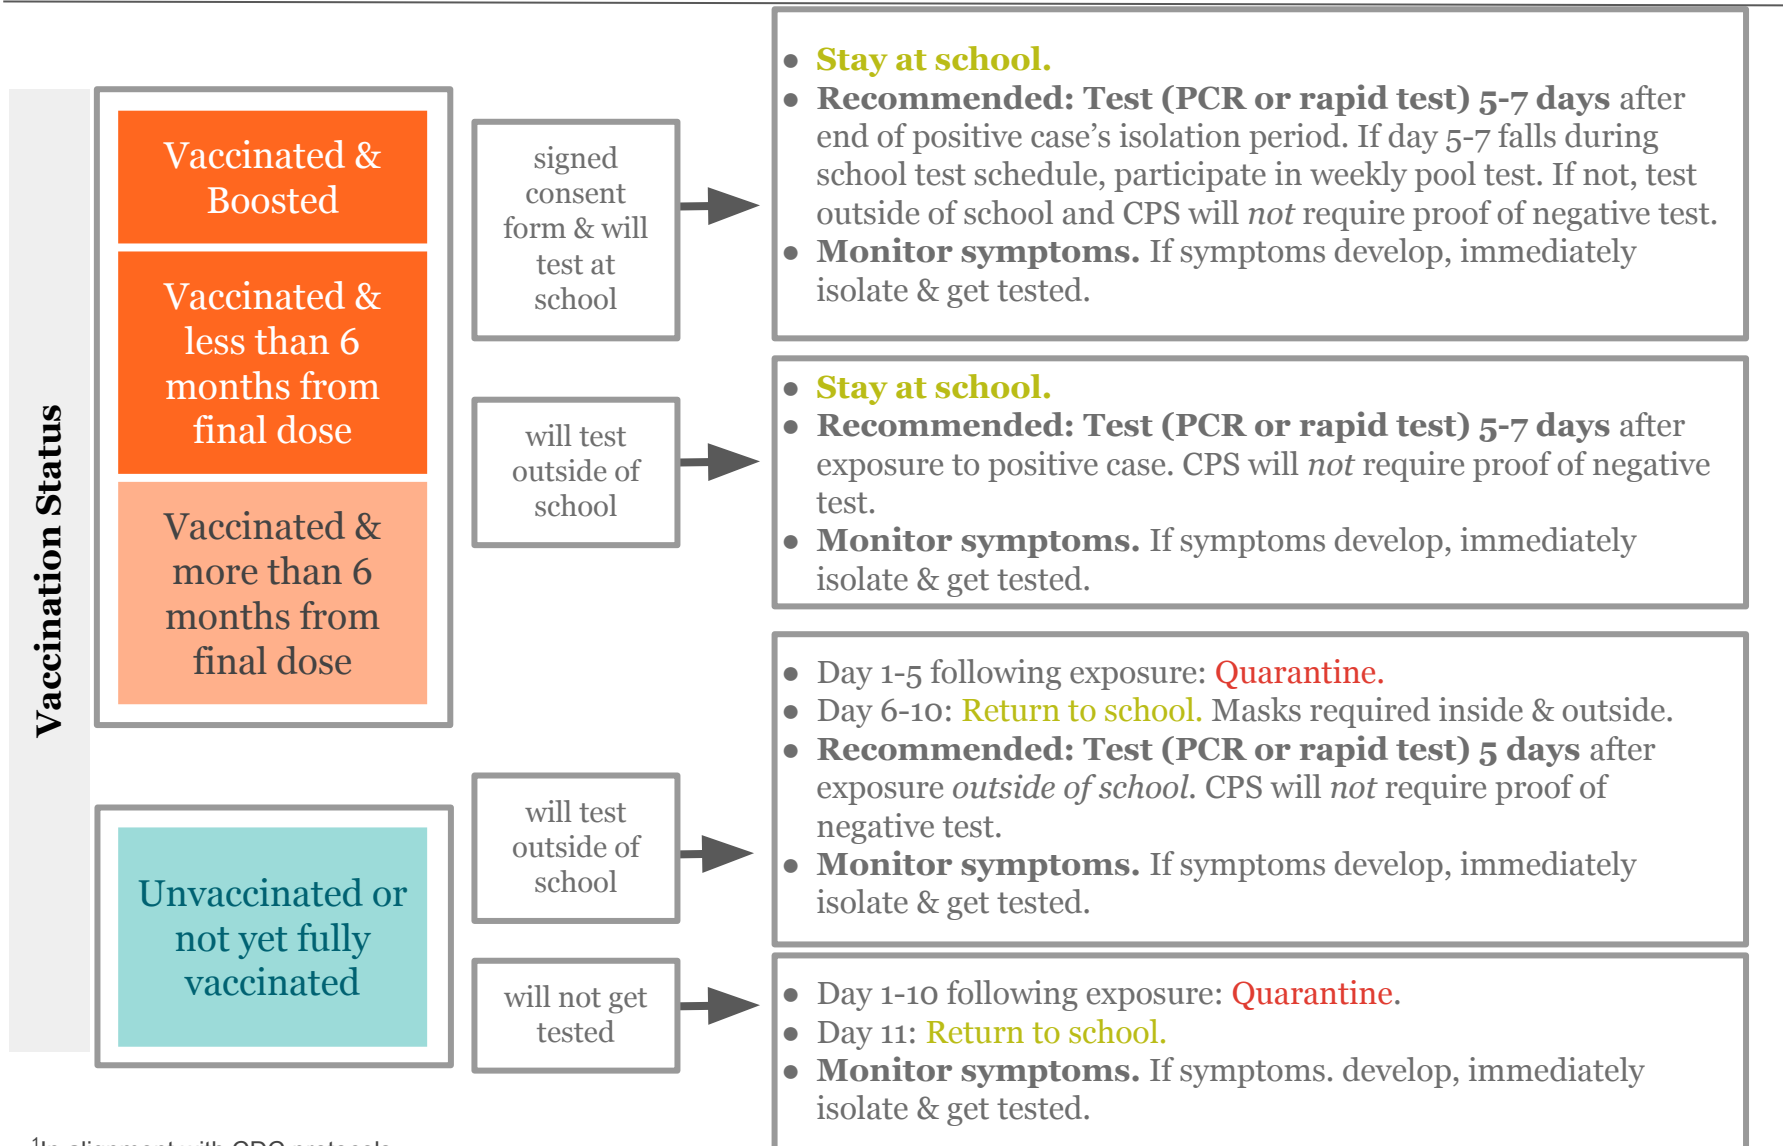 Vaccination Status
Vaccinated &
Boosted
Vaccinated &
less than 6
months from
final dose
Vaccinated &
more than 6
months from
final dose
signed
consent
form & will
test at
school
● Stay at school.
● Recommended: Test (PCR or rapid test) 5-7 days after
end of positive case’s isolation period. If day 5-7 falls during
school test schedule, participate in weekly pool test. If not, test
outside of school and CPS will not require proof of negative test.
● Monitor symptoms. If symptoms develop, immediately
isolate & get tested.
will test
outside of
school
● Stay at school.
● Recommended: Test (PCR or rapid test) 5-7 days after
exposure to positive case. CPS will not require proof of negative
test.
● Monitor symptoms. If symptoms develop, immediately
isolate & get tested.
Unvaccinated or
not yet fully
vaccinated
will test
outside of
school
● Day 1-5 following exposure: Quarantine.
● Day 6-10: Return to school. Masks required inside & outside.
● Recommended: Test (PCR or rapid test) 5 days after
exposure outside of school. CPS will not require proof of
negative test.
● Monitor symptoms. If symptoms develop, immediately
isolate & get tested.
will not get
tested
● Day 1-10 following exposure: Quarantine.
● Day 11: Return to school.
● Monitor symptoms. If symptoms. develop, immediately
isolate & get tested.
¹In alignment with CDC protocols